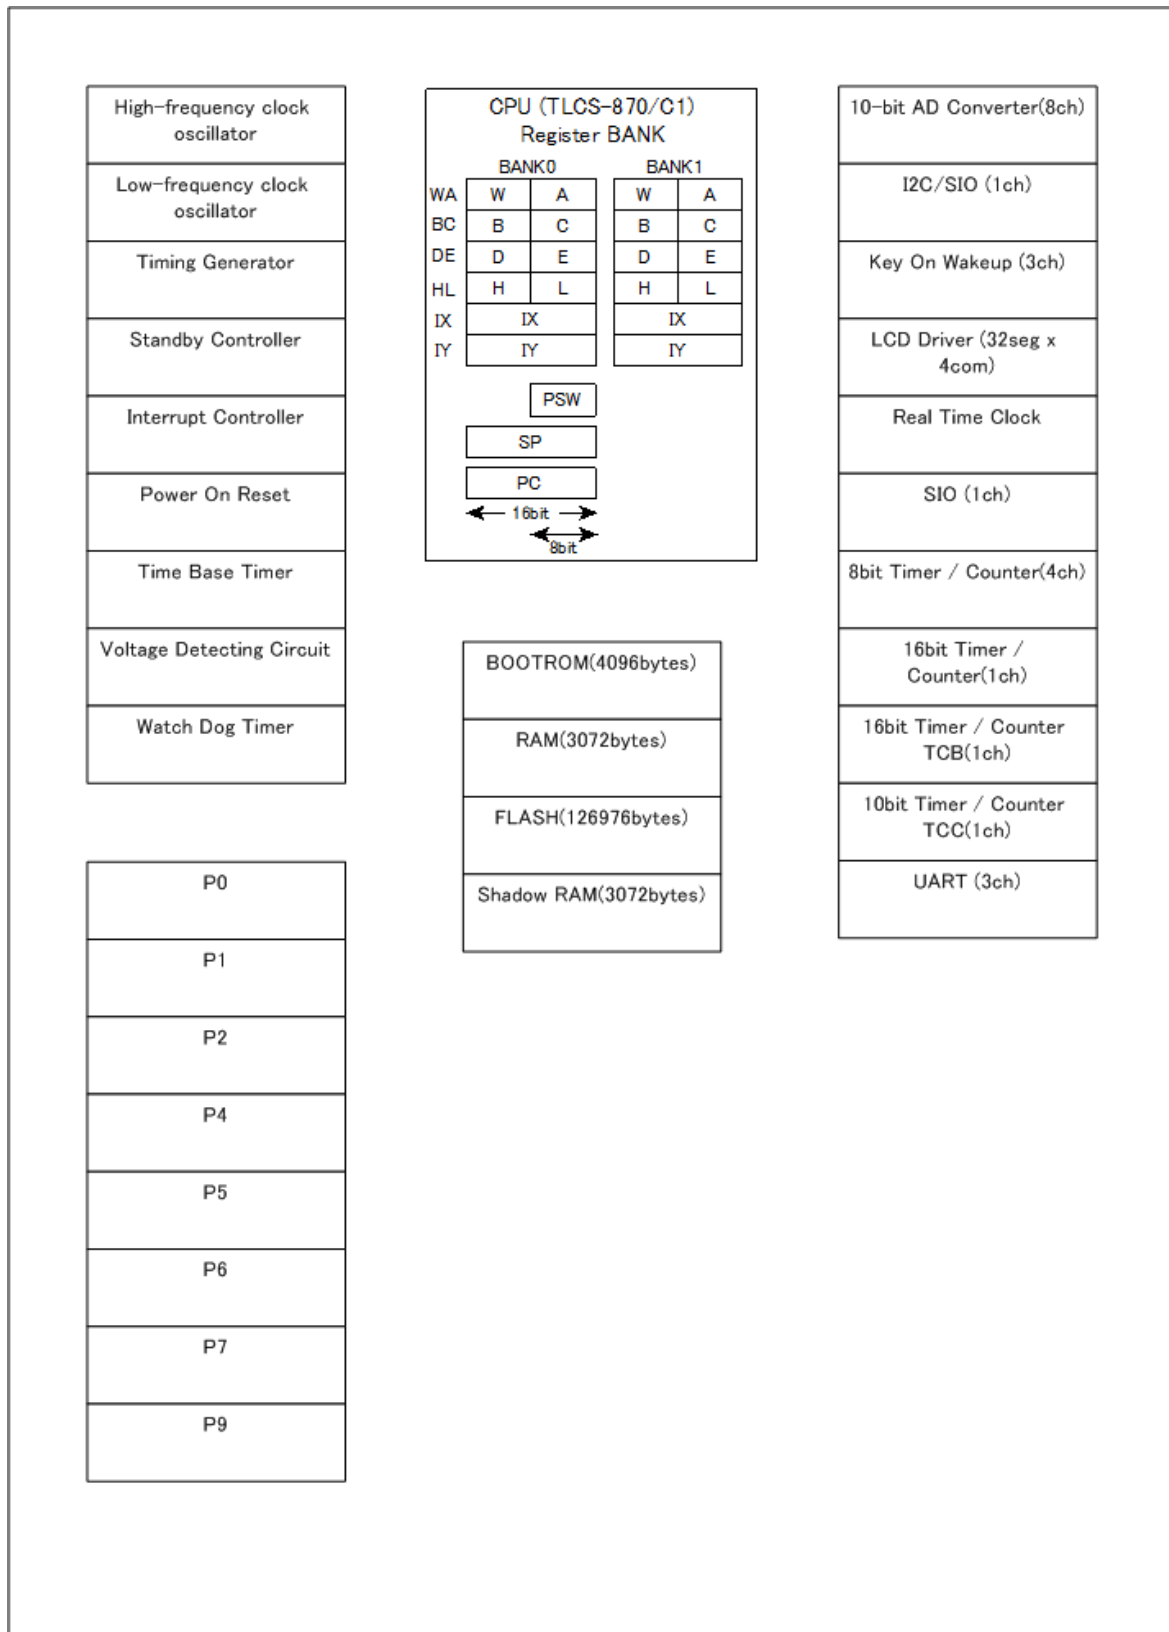 High-frequency clock
oscillator
Low-frequency clock
oscillator
Timing Generator
Standby Controller
Interrupt Controller
Power On Reset
Time Base Timer
Voltage Detecting Circuit
Watch Dog Timer
P0
P1
P2
P4
P5
P6
P7
P9
CPU (TLCS-870/C1)
Register BANK
BANK0 BANK1
WA W A W A
BC B C B C
DE D E D E
HL H L H L
IX IX IX
IY IY IY
PSW
SP
PC
16bit
8bit
BOOTROM(4096bytes)
RAM(3072bytes)
FLASH(126976bytes)
Shadow RAM(3072bytes)
10-bit AD Converter(8ch)
I2C/SIO (1ch)
Key On Wakeup (3ch)
LCD Driver (32seg x
4com)
Real Time Clock
SIO (1ch)
8bit Timer / Counter(4ch)
16bit Timer /
Counter(1ch)
16bit Timer / Counter
TCB(1ch)
10bit Timer / Counter
TCC(1ch)
UART (3ch)